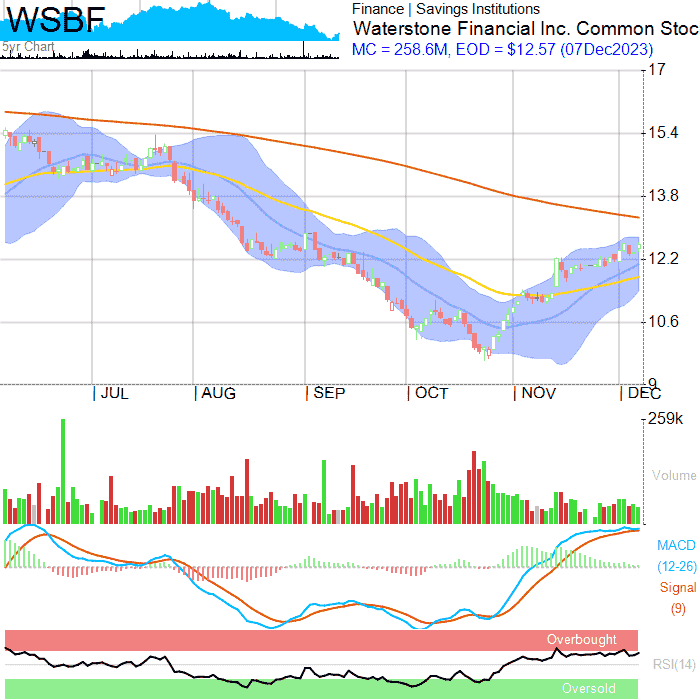 WSBF
5yr Chart
Finance | Savings Institutions
Waterstone Financial Inc. Common Stoc
MC = 258.6M, EOD = $12.57 (07Dec2023)
17
15.4
13.8
12.2
10.6
9
JUL
AUG
SEP
OCT
NOV
DEC
259k
Volume
MACD
(12-26)
Signal
(9)
Overbought
RSI(14)
Oversold